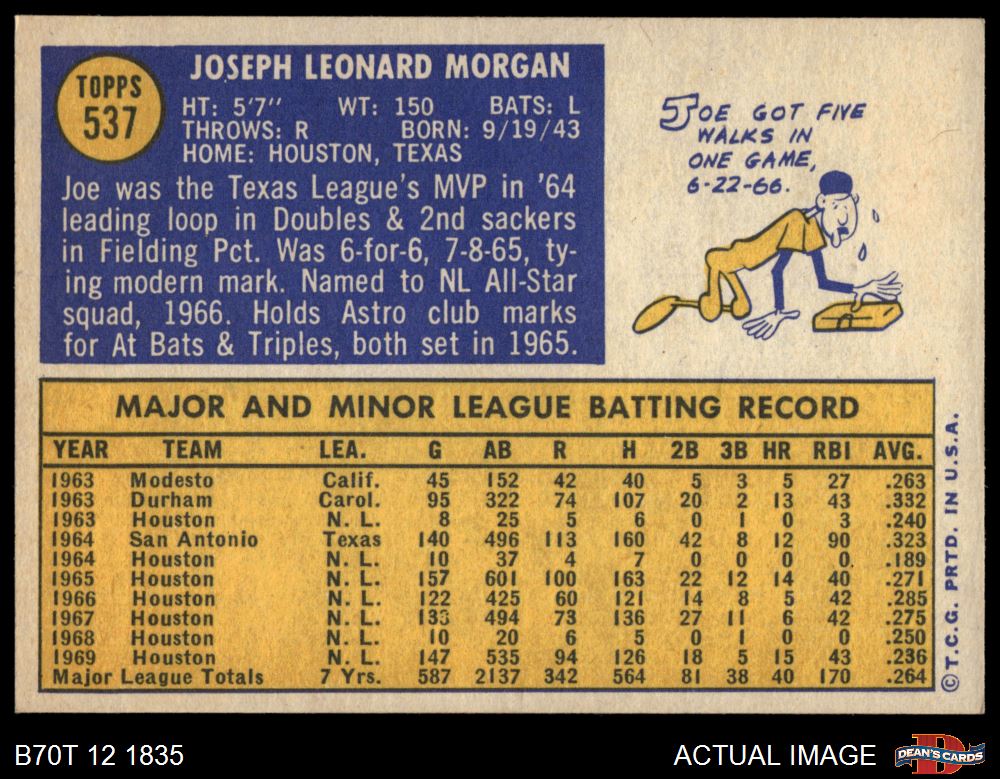 TOPPS
537
JOSEPH LEONARD MORGAN
HT: 5'7" WT: 150 BATS: L
THROWS: R BORN: 9/19/43
HOME: HOUSTON, TEXAS
Joe was the Texas League's MVP in '64
leading loop in Doubles & 2nd sackers
in Fielding Pct. Was 6-for-6, 7-8-65, ty-
ing modern mark. Named to NL All-Star
squad, 1966. Holds Astro club marks
for At Bats & Triples, both set in 1965.
JOE GOT FIVE
WALKS IN
ONE GAME,
6-22-66.
MAJOR AND MINOR LEAGUE BATTING RECORD
YEAR TEAM LEA. G AB R H 2B 3B HR RBI AVG.
1963 Modesto Calif. 45 152 42 40 5 3 5 27 .263
1963 Durham Carol. 95 322 74 107 20 2 13 43 .332
1963 Houston N. L. 8 25 5 6 0 1 0 3 .240
1964 San Antonio Texas 140 496 113 160 42 8 12 90 .323
1964 Houston N. L. 10 37 4 7 0 0 0 0 .189
1965 Houston N. L. 157 601 100 163 22 12 14 40 .271
1966 Houston N. L. 122 425 60 121 14 8 5 42 .285
1967 Houston N. L. 133 494 73 136 27 11 6 42 .275
1968 Houston N. L. 10 20 6 5 0 1 0 0 .250
1969 Houston N. L. 147 535 94 126 18 5 15 43 .236
Major League Totals 7 Yrs. 587 2137 342 564 81 38 40 170 .264
©T.C.G. PRTD. IN U.S.A.
B70T 12 1835
ACTUAL IMAGE
DEAN'S CARDS